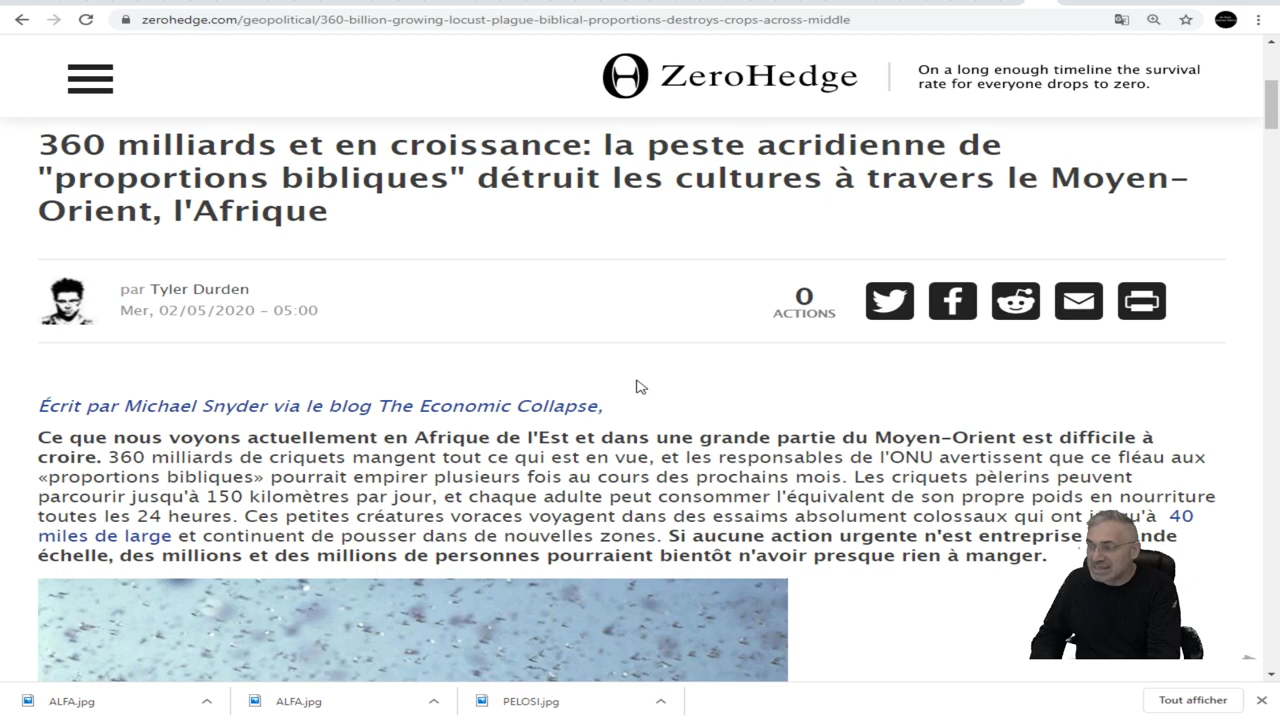 zerohedge.com/geopolitical/360-billion-growing-locust-plague-biblical-proportions-destroys-crops-across-middle
ZeroHedge
On a long enough timeline the survival
rate for everyone drops to zero.
360 milliards et en croissance: la peste acridienne de
"proportions bibliques" détruit les cultures à travers le Moyen-
Orient, l'Afrique
par Tyler Durden
Mer, 02/05/2020 - 05:00
0
ACTIONS
Écrit par Michael Snyder via le blog The Economic Collapse,
Ce que nous voyons actuellement en Afrique de l'Est et dans une grande partie du Moyen-Orient est difficile à
croire. 360 milliards de criquets mangent tout ce qui est en vue, et les responsables de l'ONU avertissent que ce fléau aux
«proportions bibliques» pourrait empirer plusieurs fois au cours des prochains mois. Les criquets pèlerins peuvent
parcourir jusqu'à 150 kilomètres par jour, et chaque adulte peut consommer l'équivalent de son propre poids en nourriture
toutes les 24 heures. Ces petites créatures voraces voyagent dans des essaims absolument colossaux qui ont 40
miles de large et continuent de pousser dans de nouvelles zones. Si aucune action urgente n'est entreprise
échelle, des millions et des million de personnes pourraient bientôt n'avoir presque rien à manger.
ALFA.jpg
ALFA.jpg
PELOSI.jpg
Tout afficher